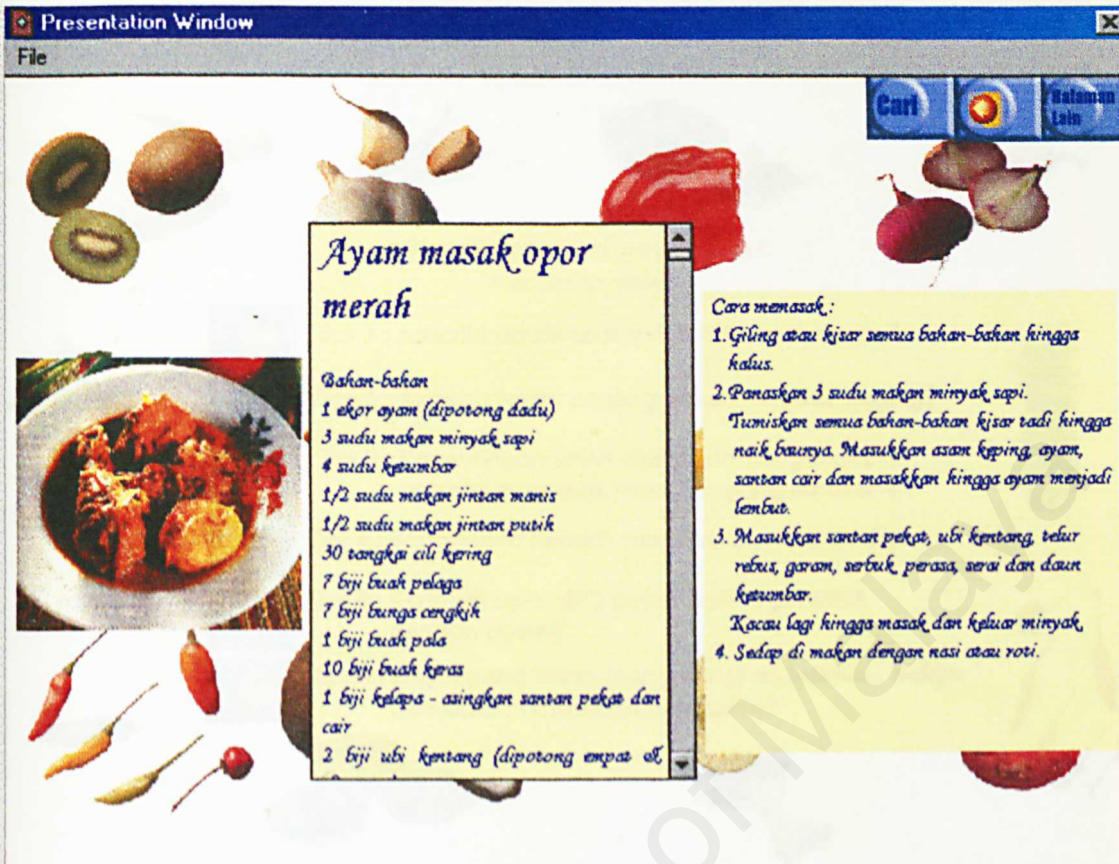 Presentation Window
File
Cari
Halaman
Lain
Ayam masak opor
merah
Bahan-bahan
1 ekor ayam (dipotong dadu)
3 sudu makan minyak sapi
4 sudu ketumbar
1/2 sudu makan jintan manis
1/2 sudu makan jintan putih
30 tangkai cili kering
7 biji buah pelaga
7 biji bunga cengkih
1 biji buah pala
10 biji buah keras
1 biji kelapa - asingkan santan pekat dan
cair
2 biji ubi kentang (dipotong empat &
Cara memasak :
1. Giling atau kisar semua bahan-bahan hingga
halus.
2. Panaskan 3 sudu makan minyak sapi.
Tumiskan semua bahan-bahan kisar tadi hingga
naik baunya. Masukkan asam keping, ayam,
santan cair dan masakkan hingga ayam menjadi
lembut.
3. Masukkan santan pekat, ubi kentang, telur
rebus, garam, serbuk perasa, serai dan daun
ketumbar.
Kacau lagi hingga masak dan keluar minyak.
4. Sedap di makan dengan nasi atau roti.
of Malaya